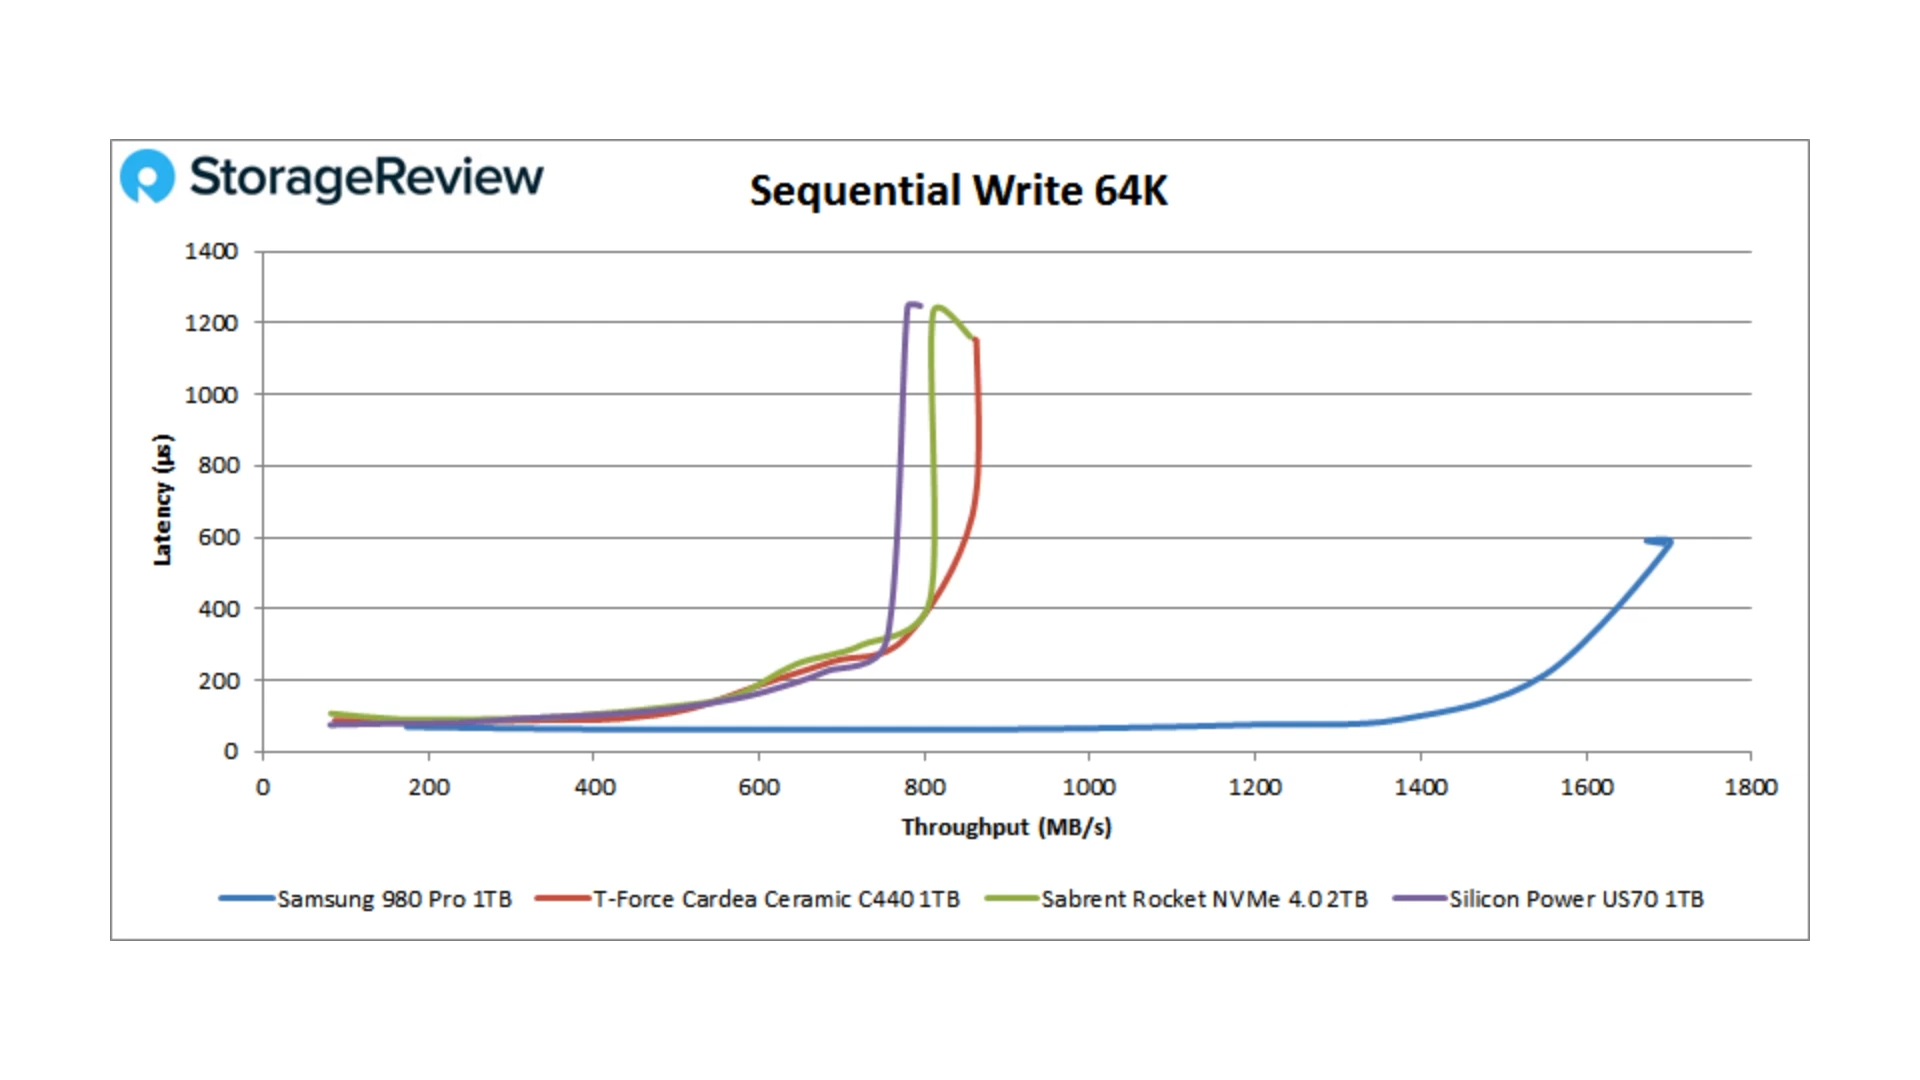 StorageReview
Sequential Write 64K
1400
1200
1000
800
600
400
200
0
Latency (µs)
0 200 400 600 800 1000 1200 1400 1600 1800
Throughput (MB/s)
Samsung 980 Pro 1TB T-Force Cardea Ceramic C440 1TB Sabrent Rocket NVMe 4.0 2TB Silicon Power US70 1TB